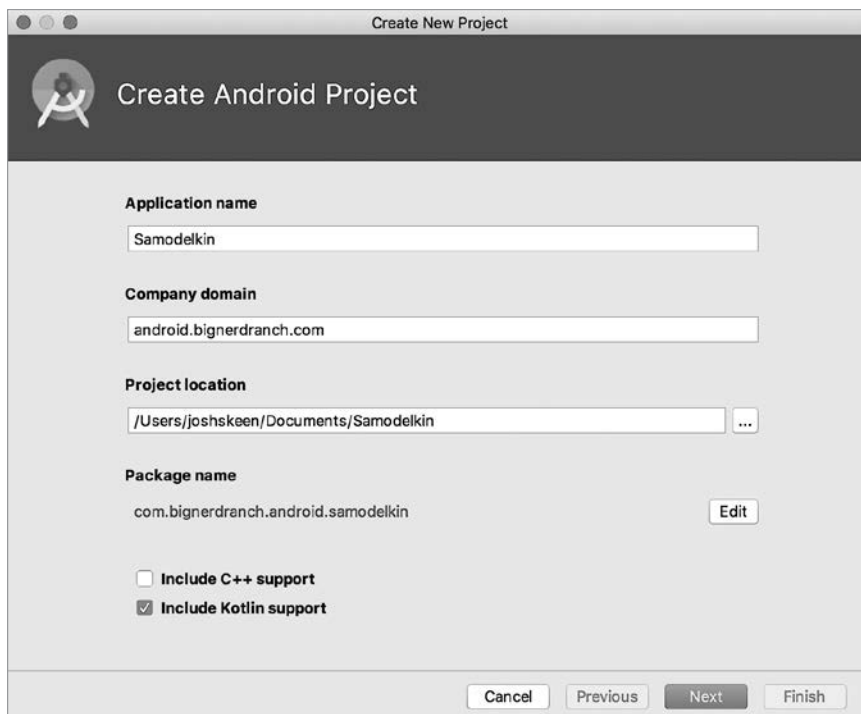 Create New Project
Create Android Project
Application name
Samodelkin
Company domain
android.bignerdranch.com
Project location
/Users/joshskeen/Documents/Samodelkin
...
Package name
com.bignerdranch.android.samodelkin
Edit
Include C++ support
Include Kotlin support
Cancel
Previous
Next
Finish